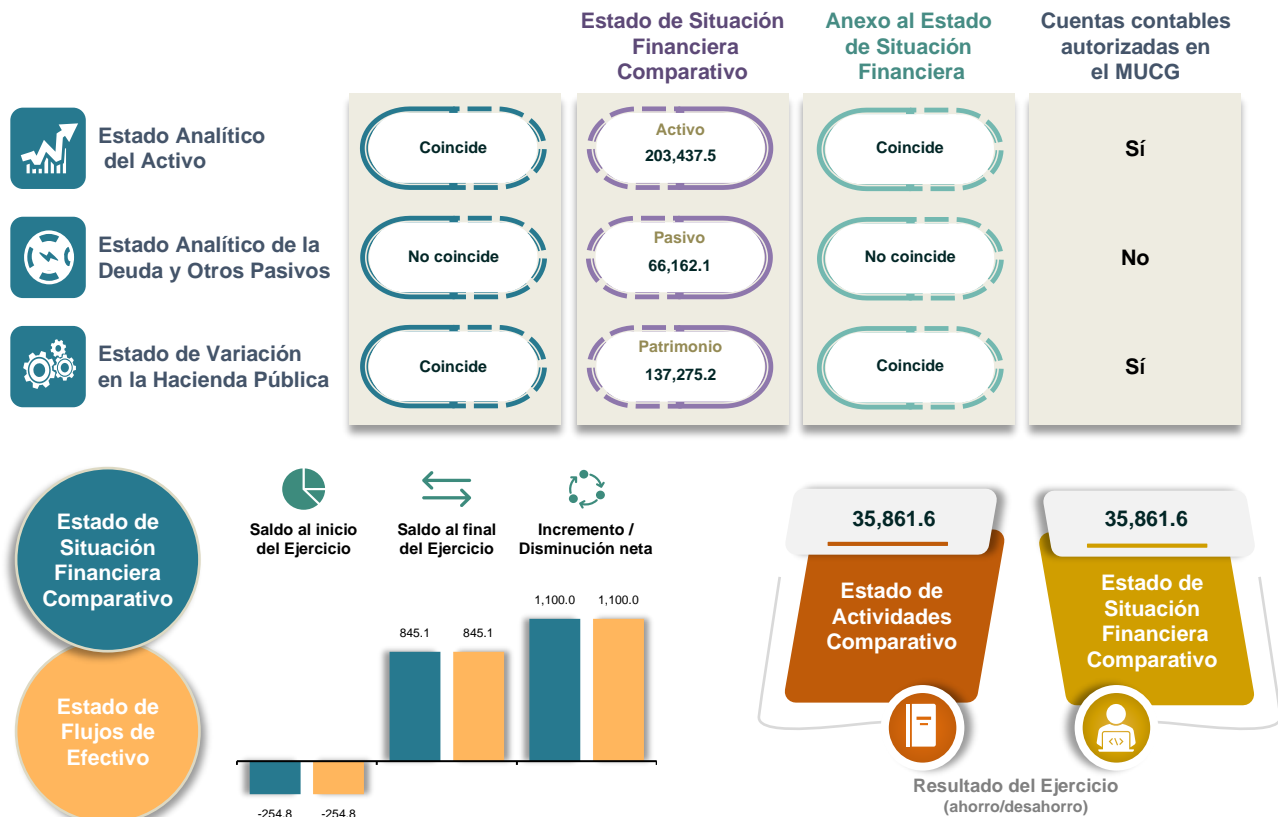 Estado de Situación
Financiera
Comparativo
Anexo al Estado
de Situación
Financiera
Cuentas contables
autorizadas en
el MUCG
Estado Analítico
del Activo
Coincide
Activo
203,437.5
Coincide
Sí
Estado Analítico de la
Deuda y Otros Pasivos
No coincide
Pasivo
66,162.1
No coincide
No
Estado de Variación
en la Hacienda Pública
Coincide
Patrimonio
137,275.2
Coincide
Sí
Estado de
Situación
Financiera
Comparativo
Estado de
Flujos de
Efectivo
Saldo al inicio
del Ejercicio
Saldo al final
del Ejercicio
Incremento /
Disminución neta
-254.8 -254.8
845.1 845.1
1,100.0 1,100.0
35,861.6
Estado de
Actividades
Comparativo
35,861.6
Estado de
Situación
Financiera
Comparativo
Resultado del Ejercicio
(ahorro/desahorro)